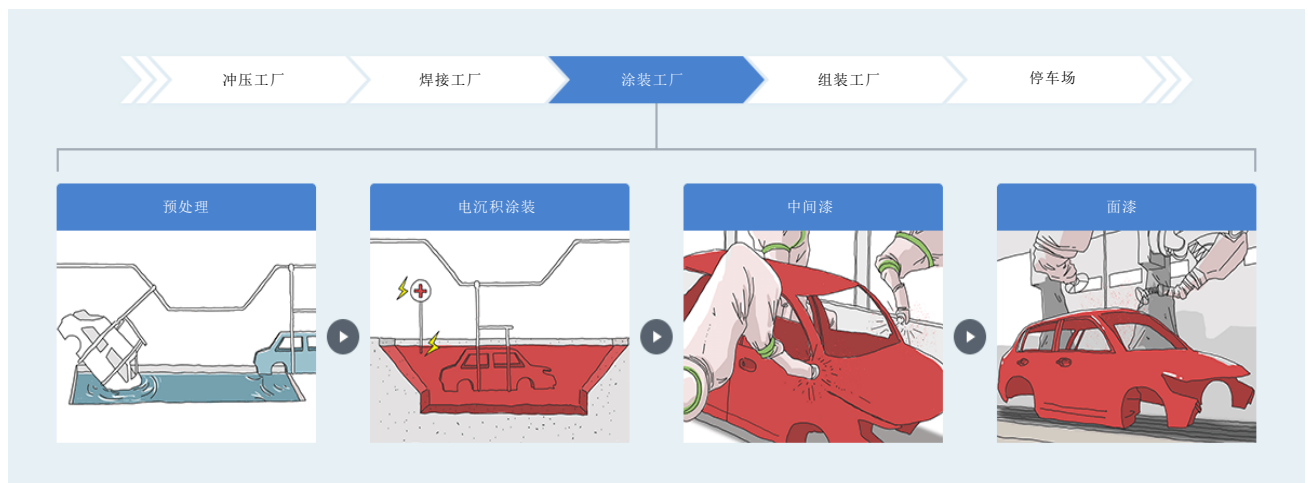 冲压工厂
焊接工厂
涂装工厂
组装工厂
停车场
预处理
电沉积涂装
中间漆
面漆